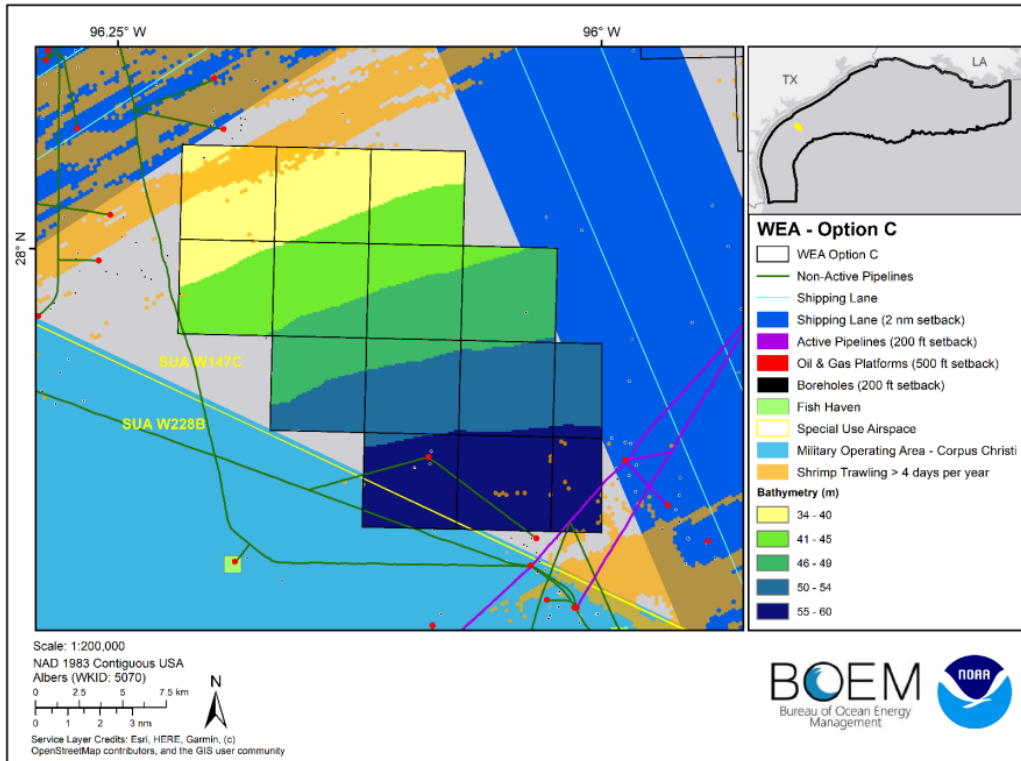 96.25° W
96° W
28° N
SUA W147C
SUA W228B
TX
LA
WEA - Option C
WEA Option C
Non-Active Pipelines
Shipping Lane
Shipping Lane (2 nm setback)
Active Pipelines (200 ft setback)
Oil & Gas Platforms (500 ft setback)
Boreholes (200 ft setback)
Fish Haven
Special Use Airspace
Military Operating Area - Corpus Christi
Shrimp Trawling > 4 days per year
Bathymetry (m)
34 - 40
41 - 45
46 - 49
50 - 54
55 - 60
Scale: 1:200,000
NAD 1983 Contiguous USA
Albers (WKID: 5070)
0 2.5 5 7.5 km
0 1 2 3 nm
N
Service Layer Credits: Esri, HERE, Garmin, (c)
OpenStreetMap contributors, and the GIS user community
BOEM
Bureau of Ocean Energy
Management
NOAA